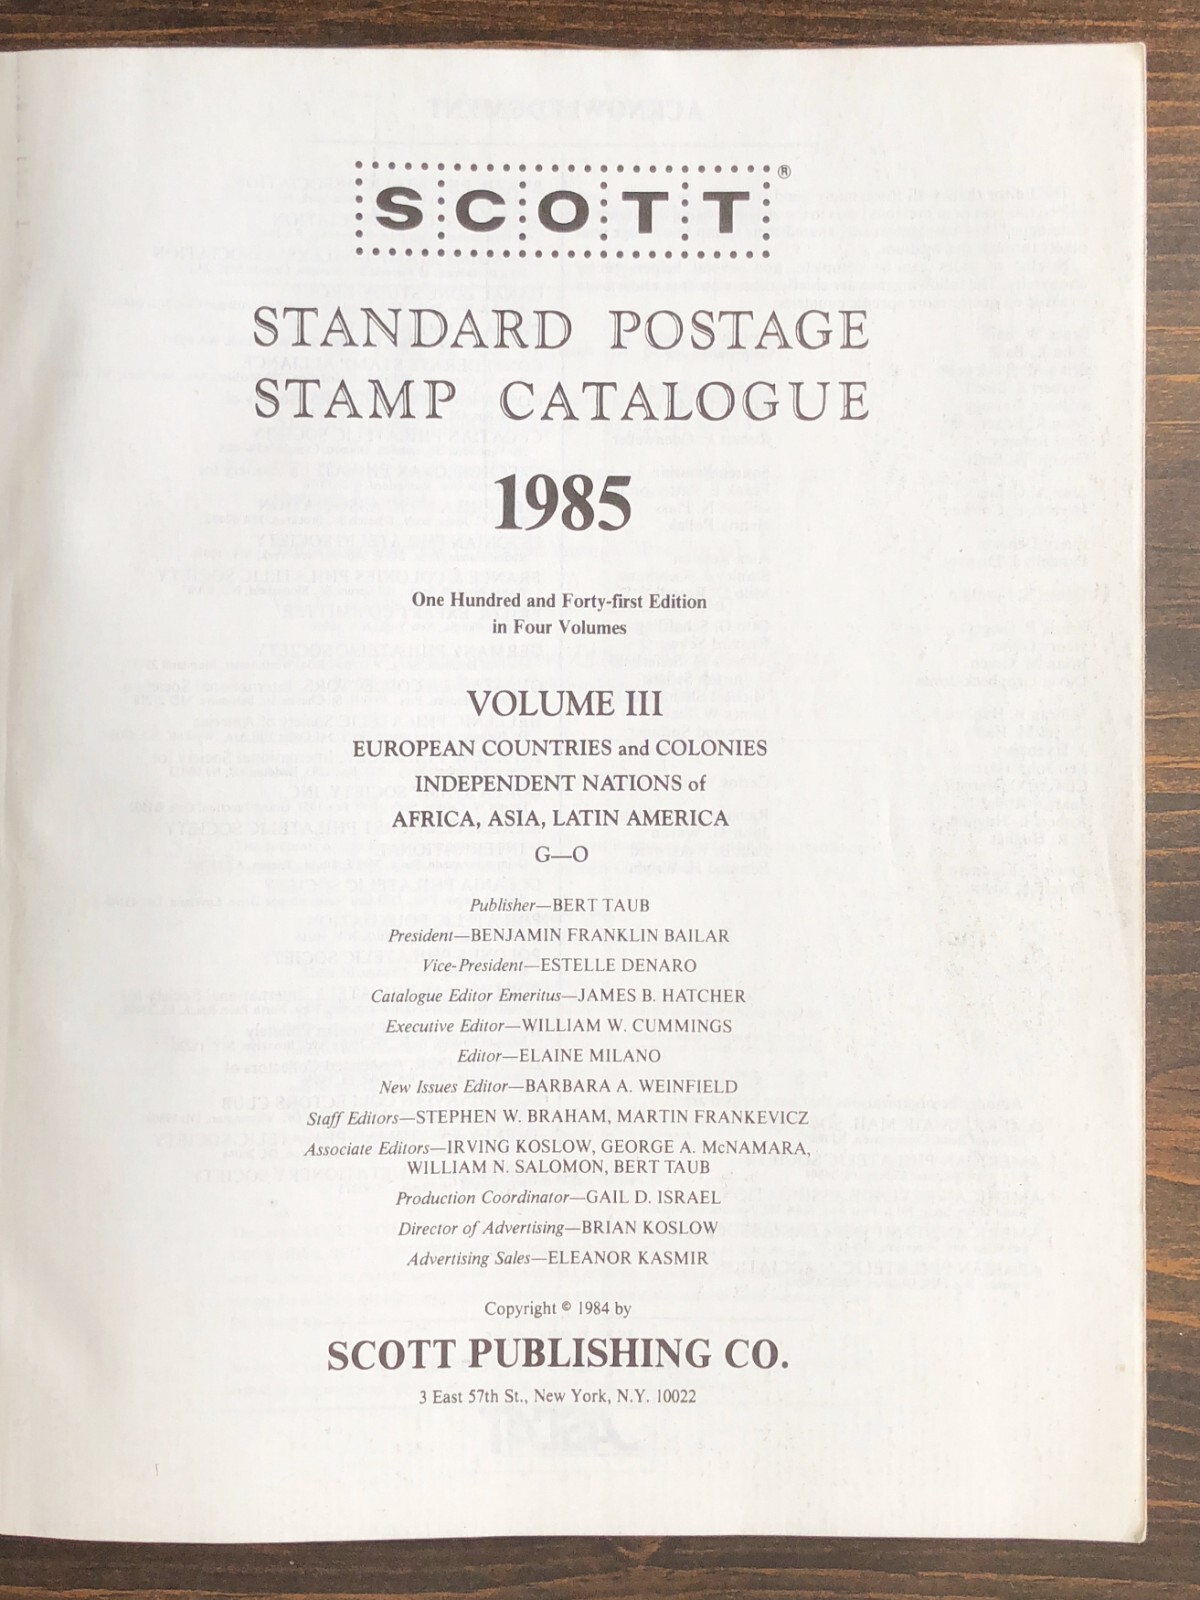 SCOTT®
STANDARD POSTAGE
STAMP CATALOGUE
1985
One Hundred and Forty-first Edition
in Four Volumes
VOLUME III
EUROPEAN COUNTRIES and COLONIES
INDEPENDENT NATIONS of
AFRICA, ASIA, LATIN AMERICA
G—O
Publisher—BERT TAUB
President—BENJAMIN FRANKLIN BAILAR
Vice-President—ESTELLE DENARO
Catalogue Editor Emeritus—JAMES B. HATCHER
Executive Editor—WILLIAM W. CUMMINGS
Editor—ELAINE MILANO
New Issues Editor—BARBARA A. WEINFIELD
Staff Editors—STEPHEN W. BRAHAM, MARTIN FRANKEVICZ
Associate Editors—IRVING KOSLOW, GEORGE A. McNAMARA,
WILLIAM N. SALOMON, BERT TAUB
Production Coordinator—GAIL D. ISRAEL
Director of Advertising—BRIAN KOSLOW
Advertising Sales—ELEANOR KASMIR
Copyright © 1984 by
SCOTT PUBLISHING CO.
3 East 57th St., New York, N.Y. 10022